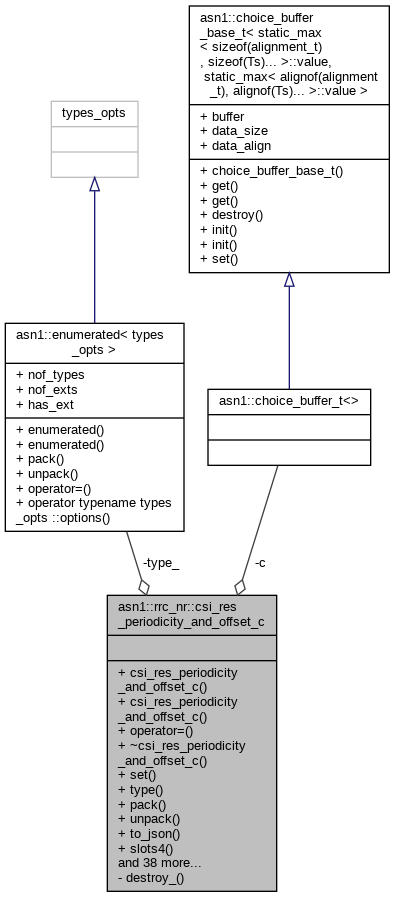 asn1::choice_buffer
_base_t< static_max
< sizeof(alignment_t)
, sizeof(Ts)... >::value,
static_max< alignof(alignment
_t), alignof(Ts)... >::value >
+ buffer
+ data_size
+ data_align
+ choice_buffer_base_t()
+ get()
+ get()
+ destroy()
+ init()
+ init()
+ set()
types_opts
asn1::enumerated< types
_opts >
+ nof_types
+ nof_exts
+ has_ext
+ enumerated()
+ enumerated()
+ pack()
+ unpack()
+ operator=()
+ operator typename types
_opts ::options()
asn1::choice_buffer_t<>
-type_
-c
asn1::rrc_nr::csi_res
_periodicity_and_offset_c
+ csi_res_periodicity
_and_offset_c()
+ csi_res_periodicity
_and_offset_c()
+ operator=()
+ ~csi_res_periodicity
_and_offset_c()
+ set()
+ type()
+ pack()
+ unpack()
+ to_json()
+ slots4()
and 38 more...
- destroy_()